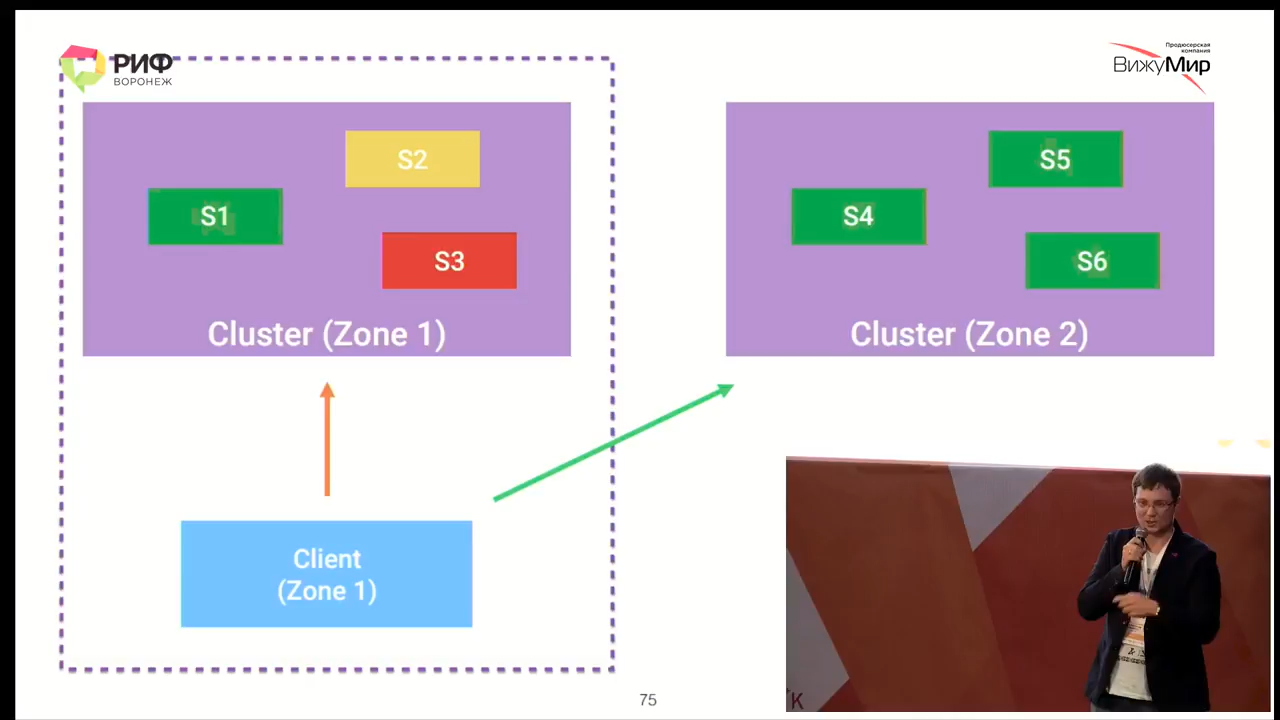 РИФ
ВОРОНЕЖ
Продюсерская
компания
ВижуМир
S2
S1
S3
Cluster (Zone 1)
S5
S4
S6
Cluster (Zone 2)
Client
(Zone 1)
75